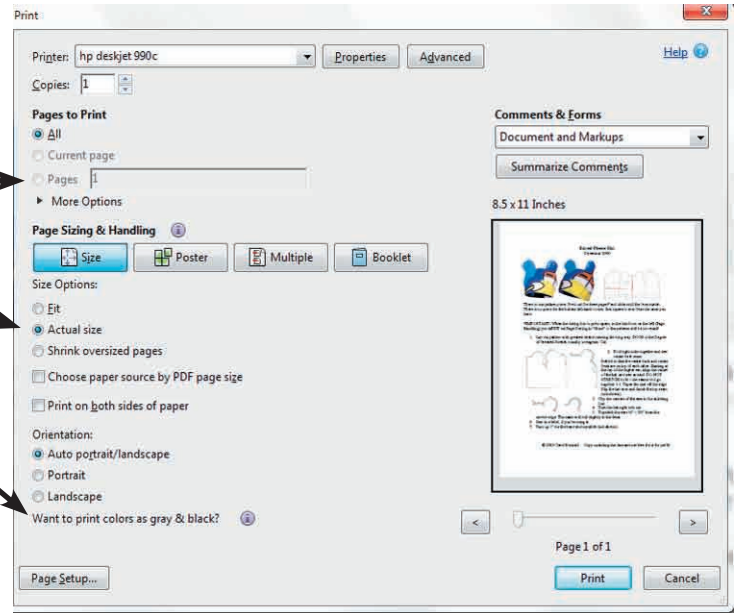 Print
Printer: hp deskjet 990c Properties Advanced Help
Copies: 1
Pages to Print
All
Current page
Pages 1
More Options
Comments & Forms
Document and Markups
Summarize Comments
8.5 x 11 Inches
Page Sizing & Handling
Size Poster Multiple Booklet
Size Options:
Fit
Actual size
Shrink oversized pages
Choose paper source by PDF page size
Print on both sides of paper
Orientation:
Auto portrait/landscape
Portrait
Landscape
Want to print colors as gray & black?
< >
Page 1 of 1
Page Setup... Print Cancel